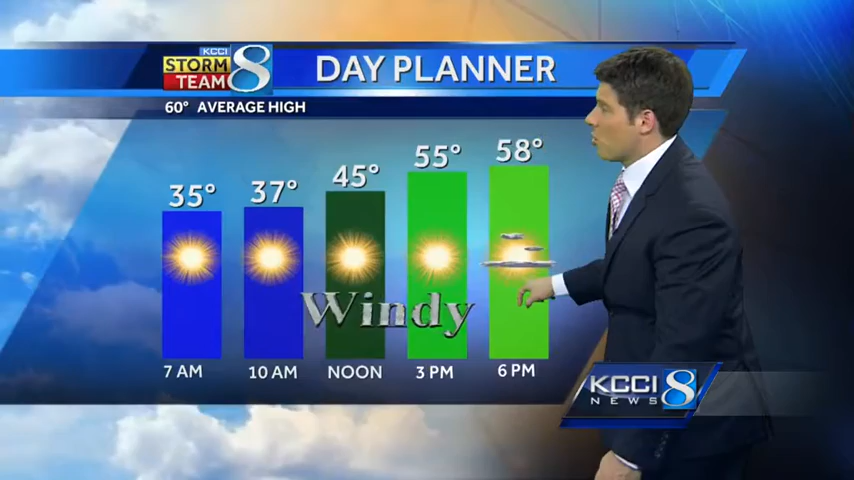 KCCI
STORM
TEAM
8
DAY PLANNER
60° AVERAGE HIGH
35°
37°
45°
55°
58°
Windy
7 AM
10 AM
NOON
3 PM
6 PM
KCCI 8
NEWS